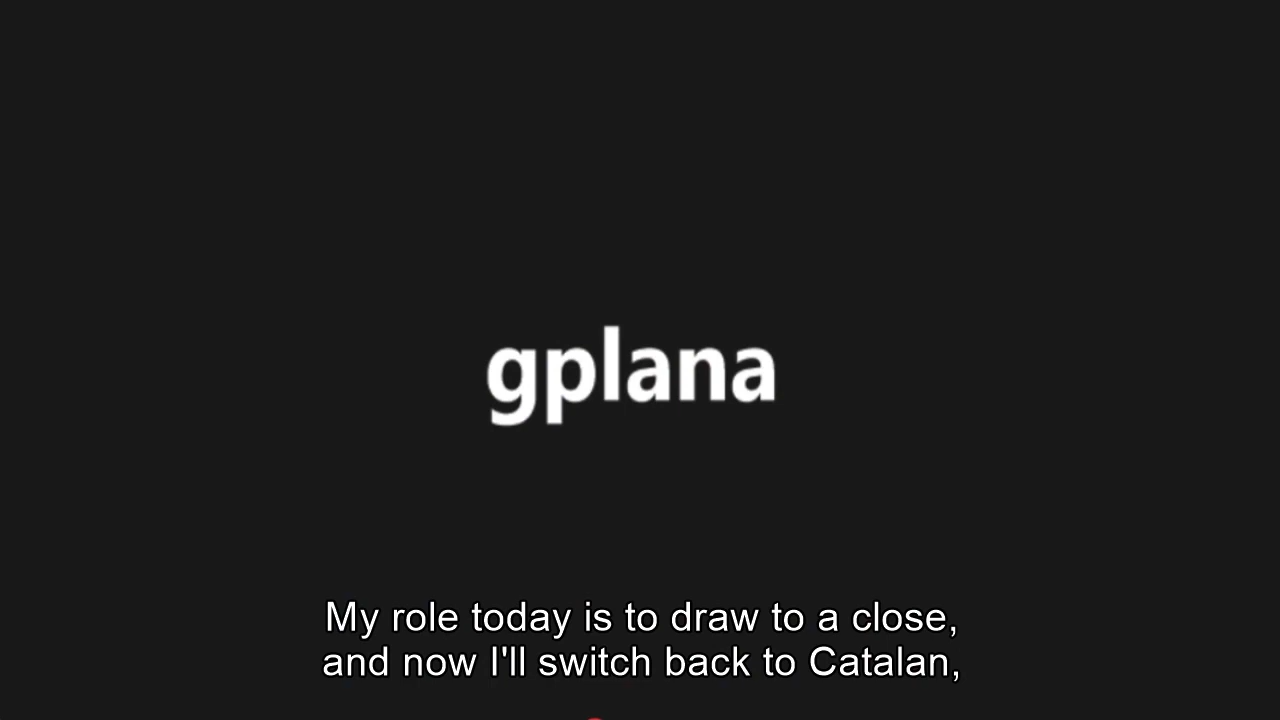 gplana
My role today is to draw to a close,
and now I'll switch back to Catalan,